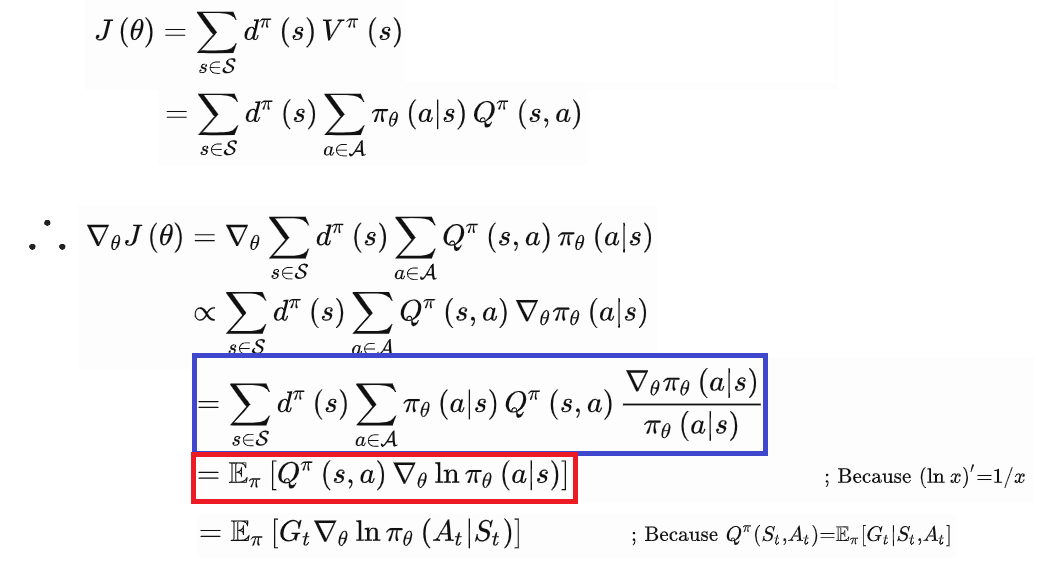 J (θ) = ∑_{s∈𝒮} d^π (s) V^π (s)
= ∑_{s∈𝒮} d^π (s) ∑_{a∈𝒜} π_θ (a|s) Q^π (s, a)
∴ ∇_θ J (θ) = ∇_θ ∑_{s∈𝒮} d^π (s) ∑_{a∈𝒜} Q^π (s, a) π_θ (a|s)
∝ ∑_{s∈𝒮} d^π (s) ∑_{a∈𝒜} Q^π (s, a) ∇_θ π_θ (a|s)
= ∑_{s∈𝒮} d^π (s) ∑_{a∈𝒜} π_θ (a|s) Q^π (s, a) \frac{∇_θ π_θ (a|s)}{π_θ (a|s)}
= 𝔼_π [Q^π (s, a) ∇_θ ln π_θ (a|s)] ; Because (ln x)′=1/x
= 𝔼_π [G_t ∇_θ ln π_θ (A_t|S_t)] ; Because Q^π(S_t,A_t)=𝔼_π[G_t|S_t,A_t]